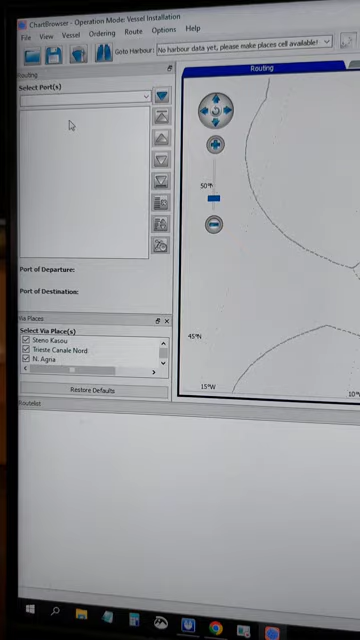 ChartBrowser - Operation Mode: Vessel Installation
File View Vessel Ordering Route Options Help
Goto Harbour: No harbour data yet, please make places cell available!
Routing
Routing
Select Port(s)
50°N
Port of Departure:
Port of Destination:
Via Places
Select Via Place(s)
Steno Kasou
Trieste Canale Nord
N. Agria
45°N
Restore Defaults
15°W
10°
Routelist